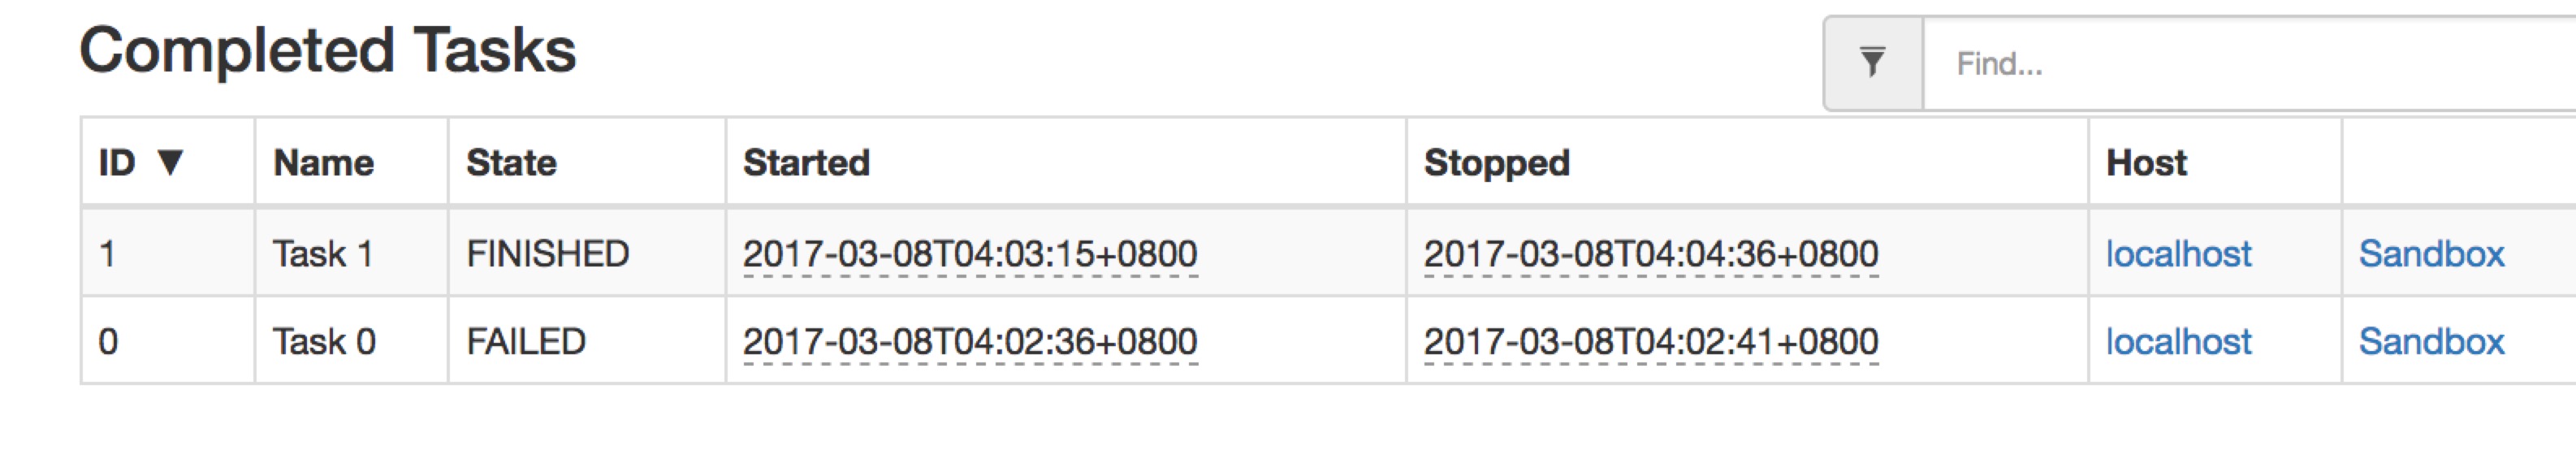 Completed Tasks
Find...
ID ▼ Name State Started Stopped Host
1 Task 1 FINISHED 2017-03-08T04:03:15+0800 2017-03-08T04:04:36+0800 localhost Sandbox
0 Task 0 FAILED 2017-03-08T04:02:36+0800 2017-03-08T04:02:41+0800 localhost Sandbox